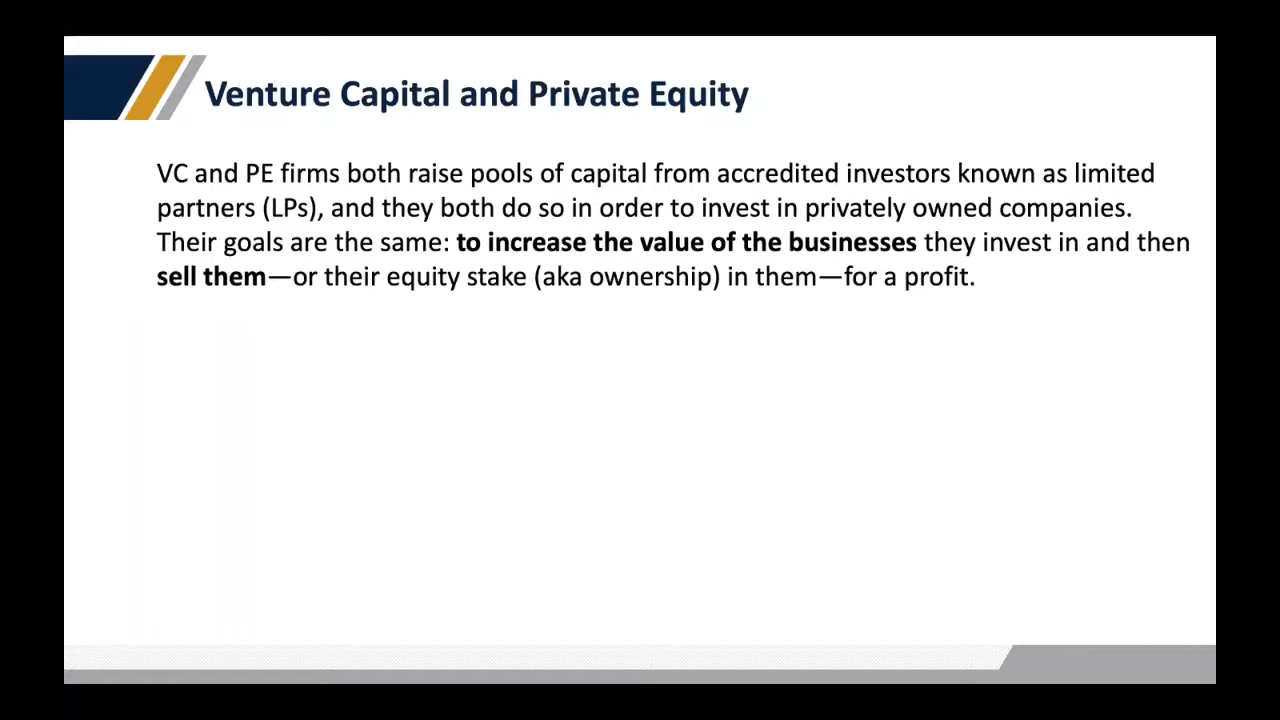 Venture Capital and Private Equity
VC and PE firms both raise pools of capital from accredited investors known as limited
partners (LPs), and they both do so in order to invest in privately owned companies.
Their goals are the same: to increase the value of the businesses they invest in and then
sell them—or their equity stake (aka ownership) in them—for a profit.